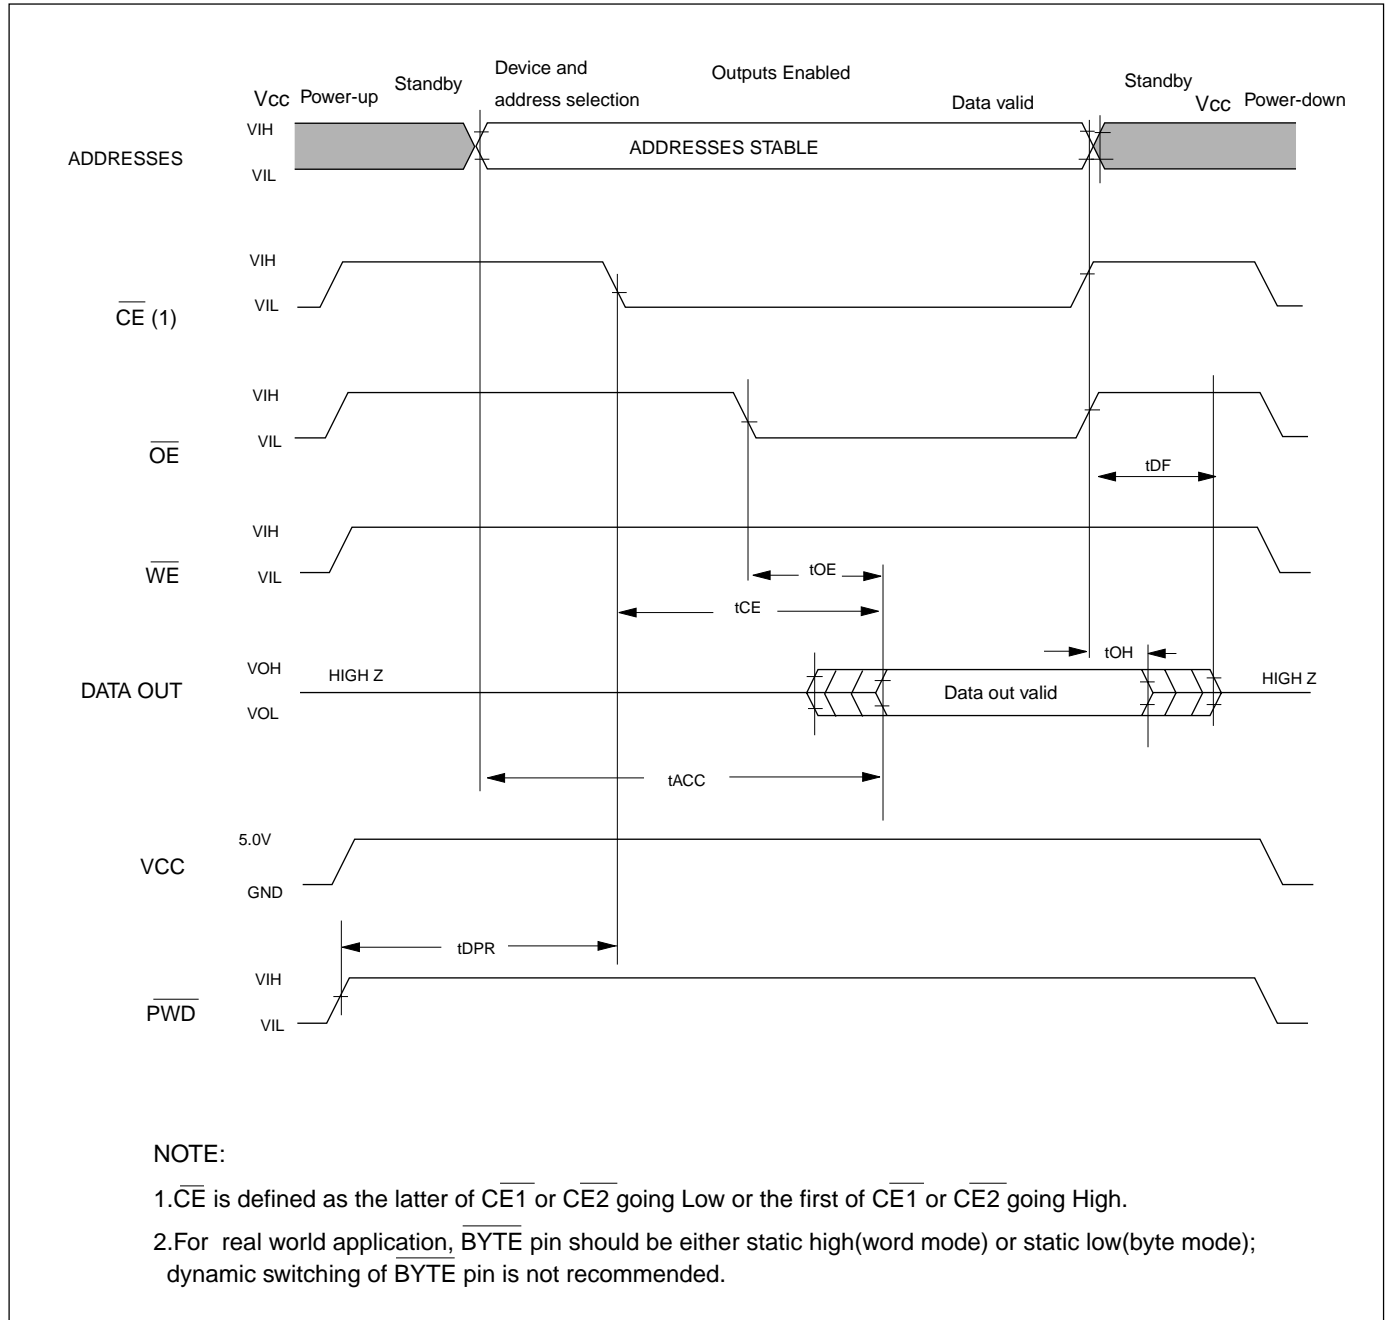 Vcc Power-up
Standby
Device and
address selection
Outputs Enabled
Data valid
Standby
Vcc Power-down
ADDRESSES
VIH
VIL
ADDRESSES STABLE
CE (1)
VIH
VIL
OE
VIH
VIL
tDF
WE
VIH
VIL
tOE
tCE
tOH
DATA OUT
VOH
VOL
HIGH Z
Data out valid
HIGH Z
tACC
VCC
5.0V
GND
tDPR
PWD
VIH
VIL
NOTE:
1.CE is defined as the latter of CE1 or CE2 going Low or the first of CE1 or CE2 going High.
2.For real world application, BYTE pin should be either static high(word mode) or static low(byte mode);
dynamic switching of BYTE pin is not recommended.